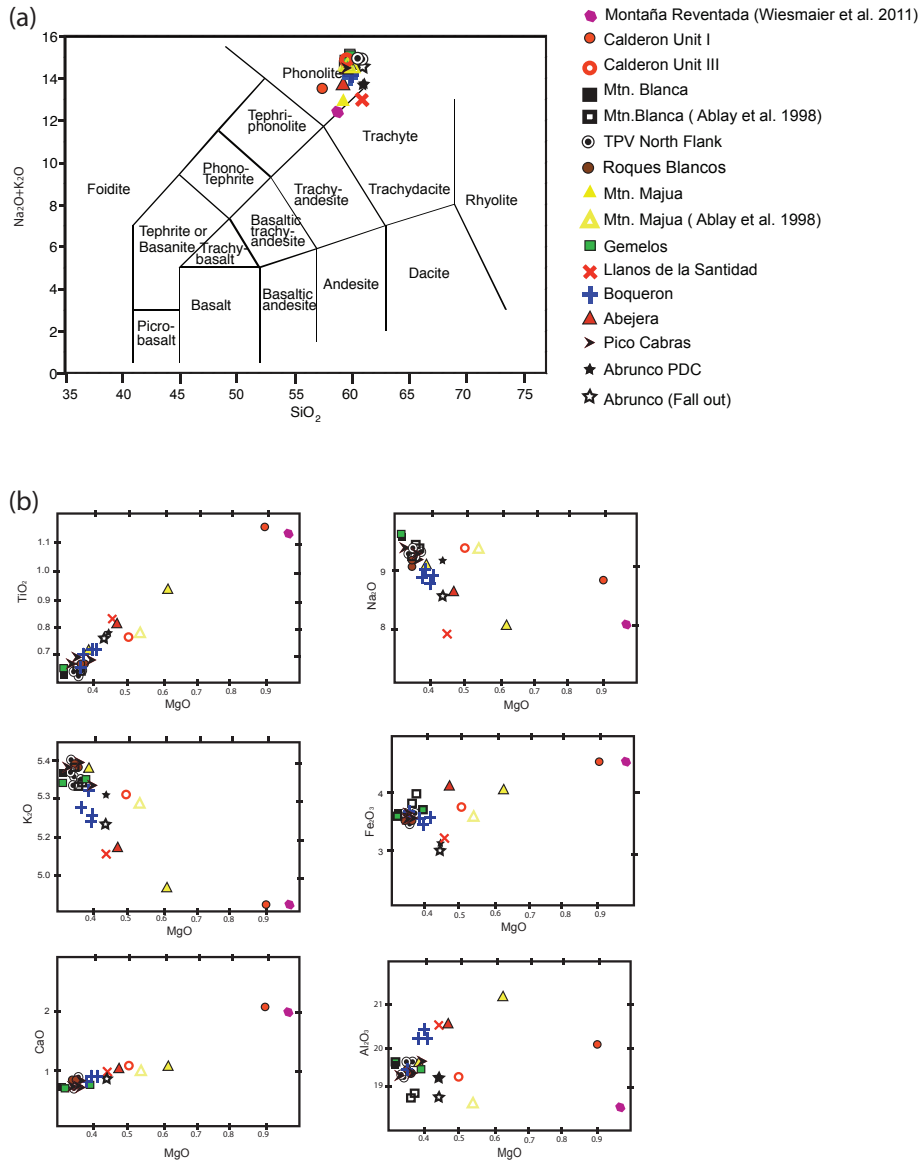 (a)
16
14
12
10
8
6
4
2
0
Na₂O+K₂O
35 40 45 50 55 60 65 70 75
SiO₂
Phonolite
Tephri-
phonolite
Trachyte
Foidite
Phono-
Tephrite
Trachy-
andesite
Trachydacite
Rhyolite
Tephrite or
Basanite
Basaltic
trachy-
andesite
Trachy-
basalt
Basalt
Basaltic
andesite
Andesite
Dacite
Picro-
basalt
Montaña Reventada (Wiesmaier et al. 2011)
Calderon Unit I
Calderon Unit III
Mtn. Blanca
Mtn.Blanca ( Ablay et al. 1998)
TPV North Flank
Roques Blancos
Mtn. Majua
Mtn. Majua ( Ablay et al. 1998)
Gemelos
Llanos de la Santidad
Boqueron
Abejera
Pico Cabras
Abrunco PDC
Abrunco (Fall out)
(b)
TiO₂
1.1
1.0
0.9
0.8
0.7
0.4 0.5 0.6 0.7 0.9
MgO
Na₂O
9
8
0.4 0.5 0.6 0.7 0.9
MgO
K₂O
5.4
5.3
5.2
5.0
0.4 0.5 0.6 0.7 0.9
MgO
Fe₂O₃
4
3
0.4 0.5 0.6 0.7 0.9
MgO
CaO
2
1
0.4 0.5 0.6 0.7 0.9
MgO
Al₂O₃
21
20
19
0.4 0.5 0.6 0.7 0.9
MgO